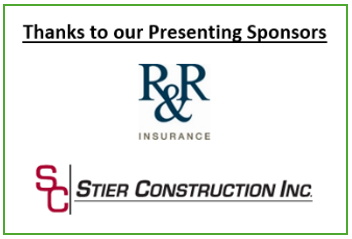 Thanks to our Presenting Sponsors
R&R
INSURANCE
SC STIER CONSTRUCTION INC.